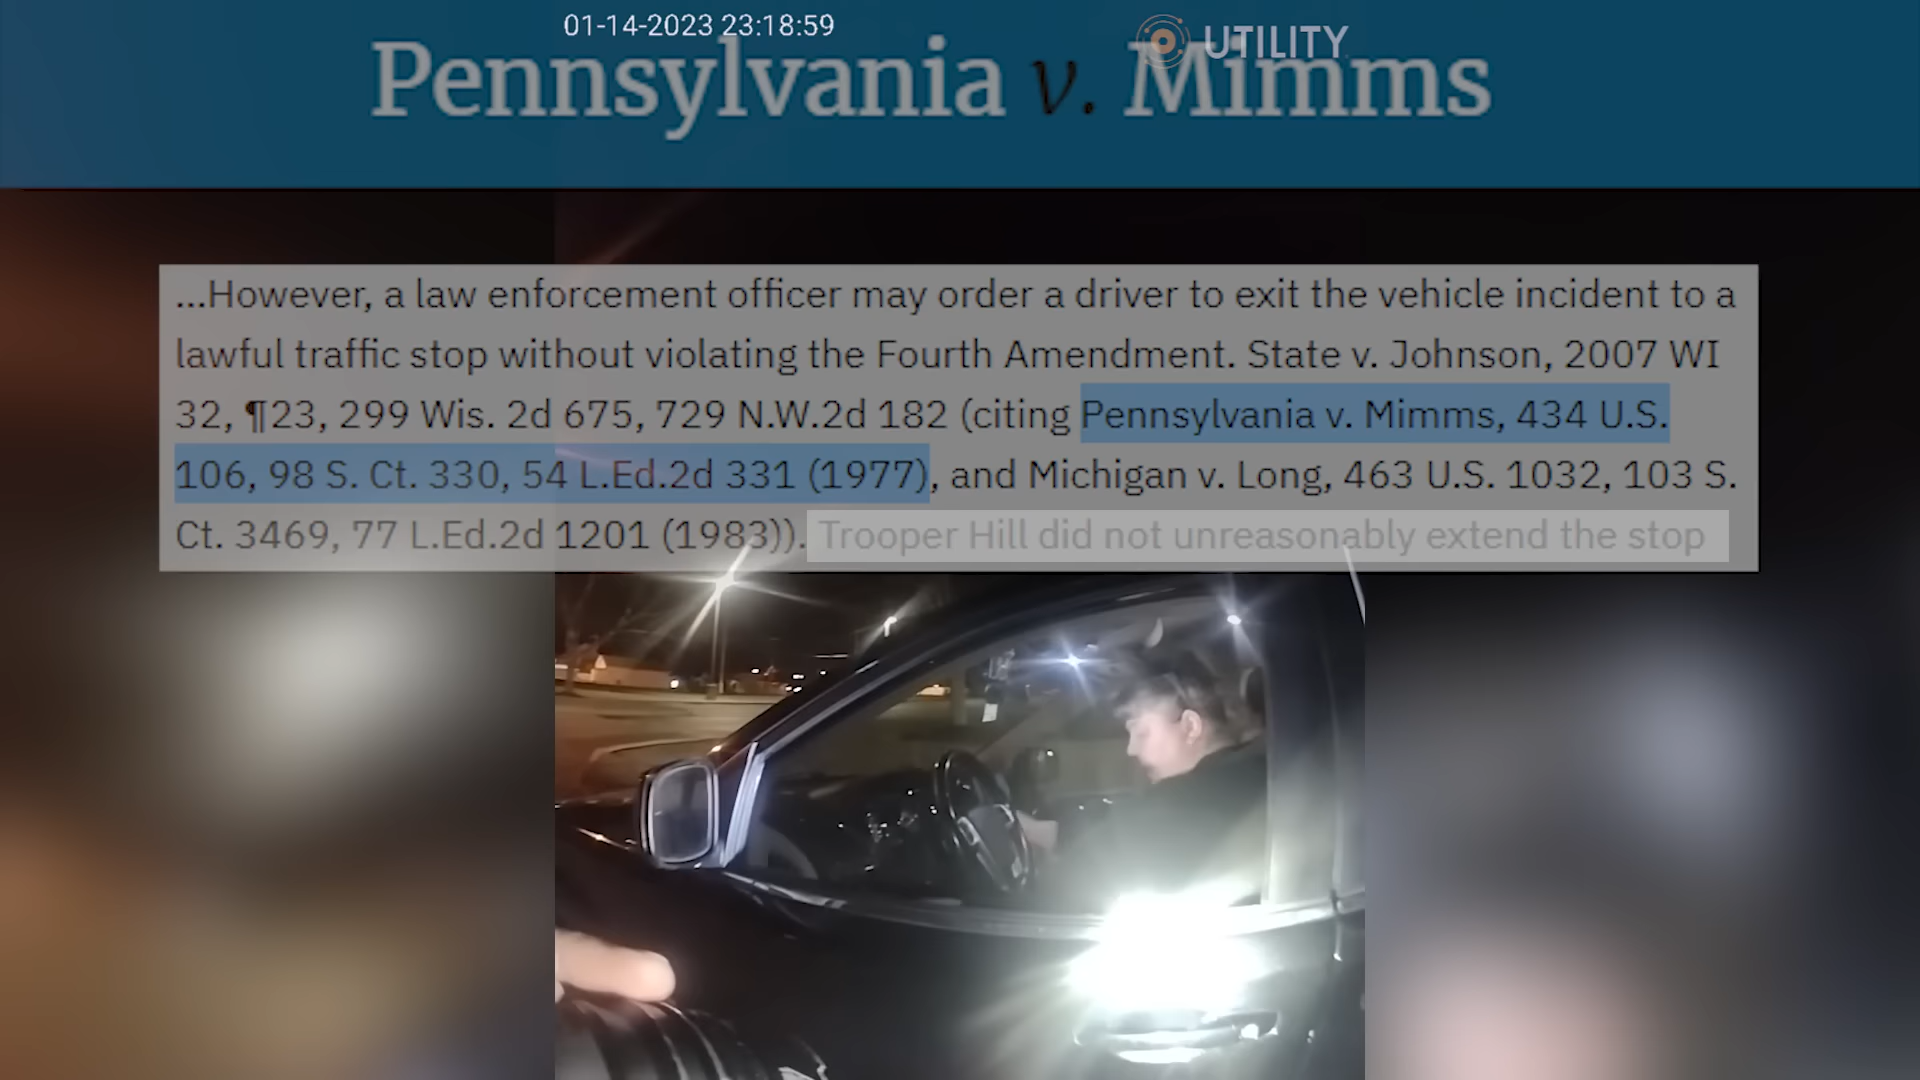 01-14-2023 23:18:59
UTILITY
Pennsylvania v. Mimms
...However, a law enforcement officer may order a driver to exit the vehicle incident to a
lawful traffic stop without violating the Fourth Amendment. State v. Johnson, 2007 WI
32, ¶23, 299 Wis. 2d 675, 729 N.W.2d 182 (citing Pennsylvania v. Mimms, 434 U.S.
106, 98 S. Ct. 330, 54 L.Ed.2d 331 (1977), and Michigan v. Long, 463 U.S. 1032, 103 S.
Ct. 3469, 77 L.Ed.2d 1201 (1983)). Trooper Hill did not unreasonably extend the stop